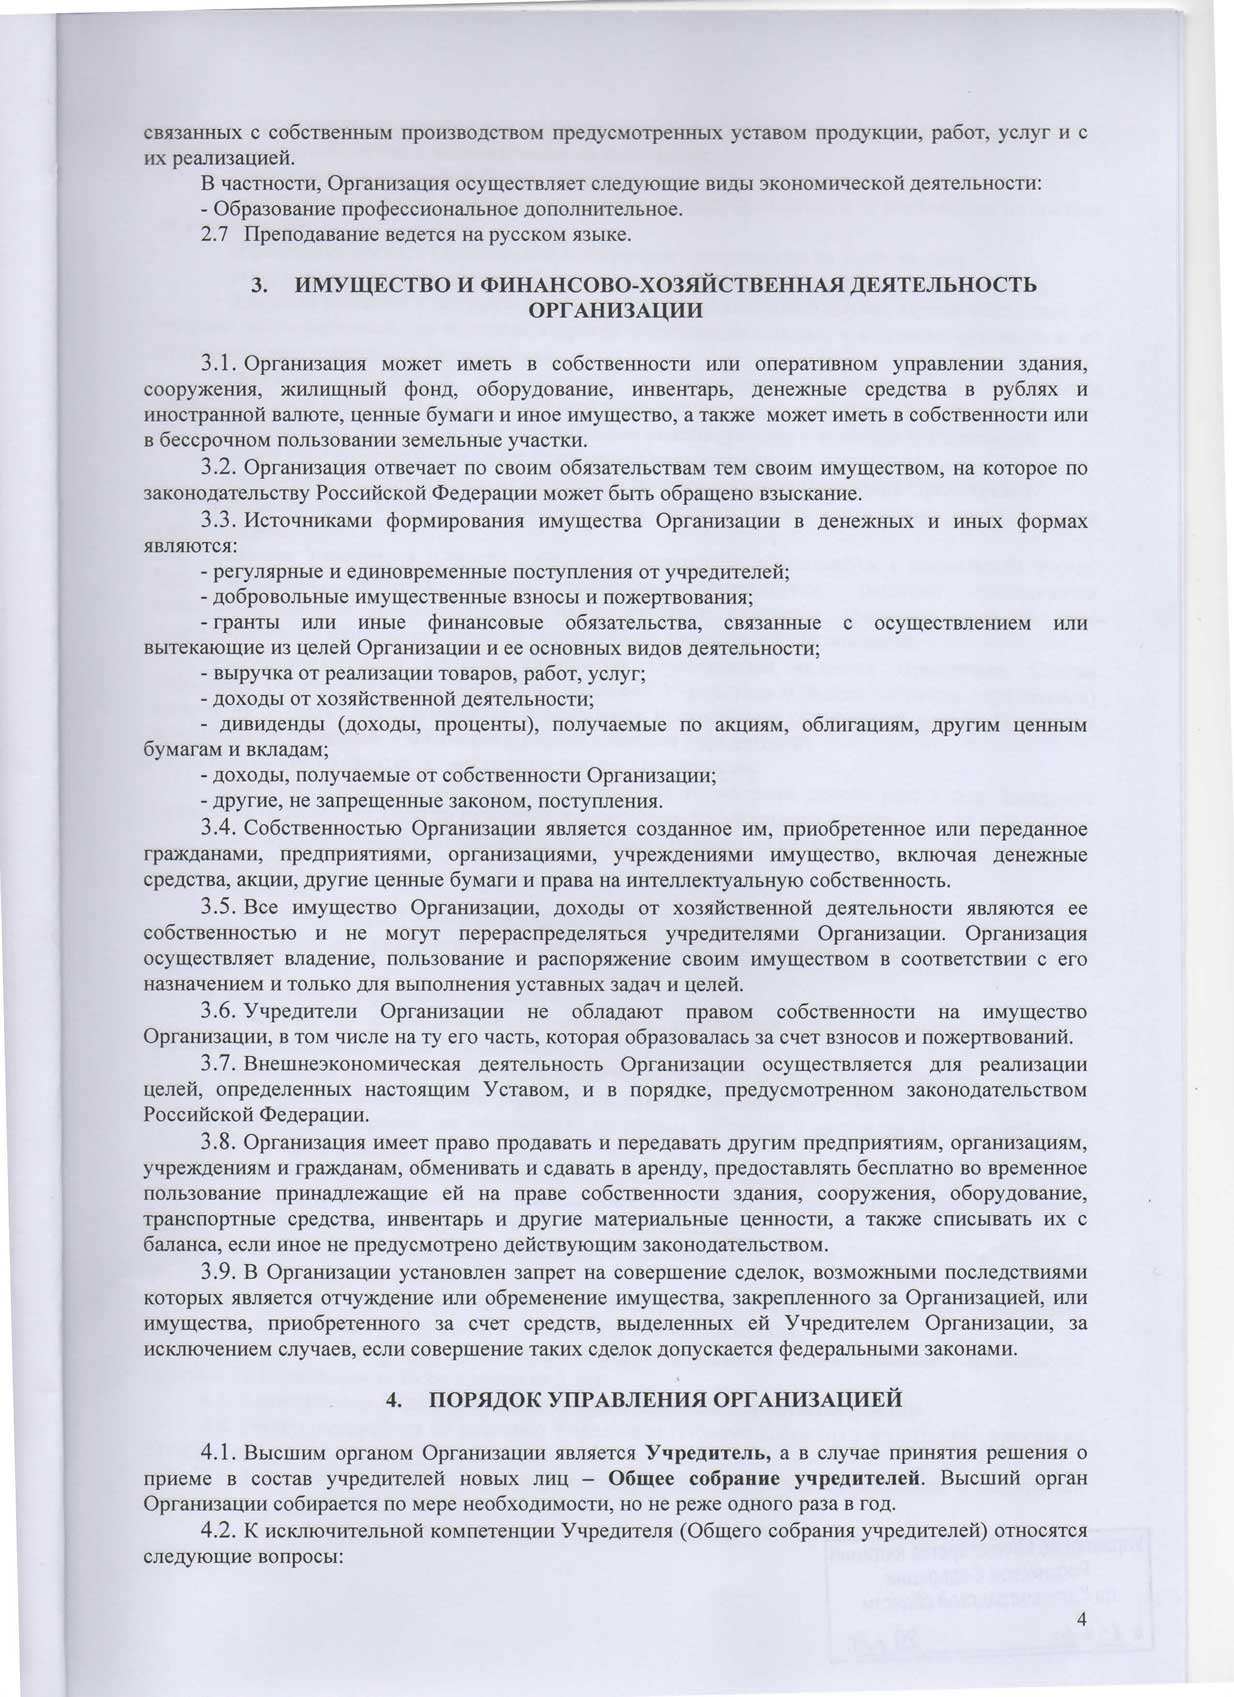 связанных с собственным производством предусмотренных уставом продукции, работ, услуг и с
их реализацией.
В частности, Организация осуществляет следующие виды экономической деятельности:
- Образование профессиональное дополнительное.
2.7 Преподавание ведется на русском языке.
3. ИМУЩЕСТВО И ФИНАНСОВО-ХОЗЯЙСТВЕННАЯ ДЕЯТЕЛЬНОСТЬ
ОРГАНИЗАЦИИ
3.1. Организация может иметь в собственности или оперативном управлении здания,
сооружения, жилищный фонд, оборудование, инвентарь, денежные средства в рублях и
иностранной валюте, ценные бумаги и иное имущество, а также может иметь в собственности или
в бессрочном пользовании земельные участки.
3.2. Организация отвечает по своим обязательствам тем своим имуществом, на которое по
законодательству Российской Федерации может быть обращено взыскание.
3.3. Источниками формирования имущества Организации в денежных и иных формах
являются:
- регулярные и единовременные поступления от учредителей;
- добровольные имущественные взносы и пожертвования;
- гранты или иные финансовые обязательства, связанные с осуществлением или
вытекающие из целей Организации и ее основных видов деятельности;
- выручка от реализации товаров, работ, услуг;
- доходы от хозяйственной деятельности;
- дивиденды (доходы, проценты), получаемые по акциям, облигациям, другим ценным
бумагам и вкладам;
- доходы, получаемые от собственности Организации;
- другие, не запрещенные законом, поступления.
3.4. Собственностью Организации является созданное им, приобретенное или переданное
гражданами, предприятиями, организациями, учреждениями имущество, включая денежные
средства, акции, другие ценные бумаги и права на интеллектуальную собственность.
3.5. Все имущество Организации, доходы от хозяйственной деятельности являются ее
собственностью и не могут перераспределяться учредителями Организации. Организация
осуществляет владение, пользование и распоряжение своим имуществом в соответствии с его
назначением и только для выполнения уставных задач и целей.
3.6. Учредители Организации не обладают правом собственности на имущество
Организации, в том числе на ту его часть, которая образовалась за счет взносов и пожертвований.
3.7. Внешнеэкономическая деятельность Организации осуществляется для реализации
целей, определенных настоящим Уставом, и в порядке, предусмотренном законодательством
Российской Федерации.
3.8. Организация имеет право продавать и передавать другим предприятиям, организациям,
учреждениям и гражданам, обменивать и сдавать в аренду, предоставлять бесплатно во временное
пользование принадлежащие ей на праве собственности здания, сооружения, оборудование,
транспортные средства, инвентарь и другие материальные ценности, а также списывать их с
баланса, если иное не предусмотрено действующим законодательством.
3.9. В Организации установлен запрет на совершение сделок, возможными последствиями
которых является отчуждение или обременение имущества, закрепленного за Организацией, или
имущества, приобретенного за счет средств, выделенных ей Учредителем Организации, за
исключением случаев, если совершение таких сделок допускается федеральными законами.
4. ПОРЯДОК УПРАВЛЕНИЯ ОРГАНИЗАЦИЕЙ
4.1. Высшим органом Организации является Учредитель, а в случае принятия решения о
приеме в состав учредителей новых лиц – Общее собрание учредителей. Высший орган
Организации собирается по мере необходимости, но не реже одного раза в год.
4.2. К исключительной компетенции Учредителя (Общего собрания учредителей) относятся
следующие вопросы:
4